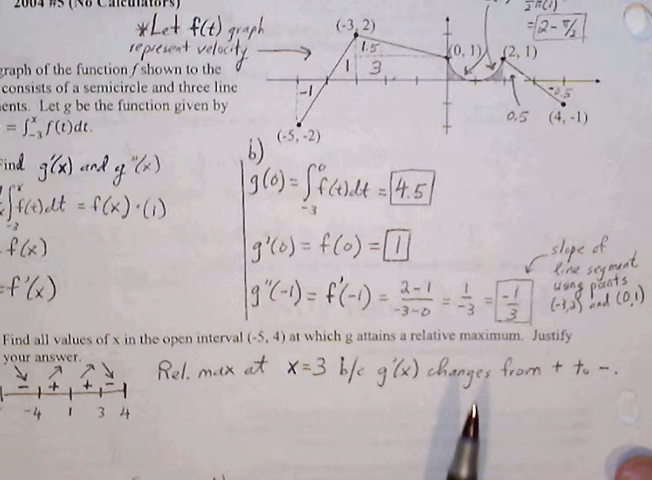 2004 #5 (No Calculators)
*Let f(t) graph
represent velocity
(-3, 2)
1.5
1
3
-1
(-5, -2)
(0, 1)
(2, 1)
0.5
-0.5
(4, -1)
= 2 - π/2
graph of the function f shown to the
consists of a semicircle and three line
ents. Let g be the function given by
= ∫_{-3}^{x} f(t)dt.
Find g'(x) and g"(x)
∫_{-3}^{x} f(t)dt = f(x)·(1)
f(x)
= f'(x)
b)
g(0) = ∫_{-3}^{0} f(t)dt = 4.5
g'(0) = f(0) = 1
g"(-1) = f'(-1) = 2-1/-3-0 = 1/-3 = -1/3
slope of
line segment
using points
(-3,2) and (0,1)
Find all values of x in the open interval (-5, 4) at which g attains a relative maximum. Justify
your answer.
- + + -
-4 1 3 4
Rel. max at x=3 b/c g'(x) changes from + to -.